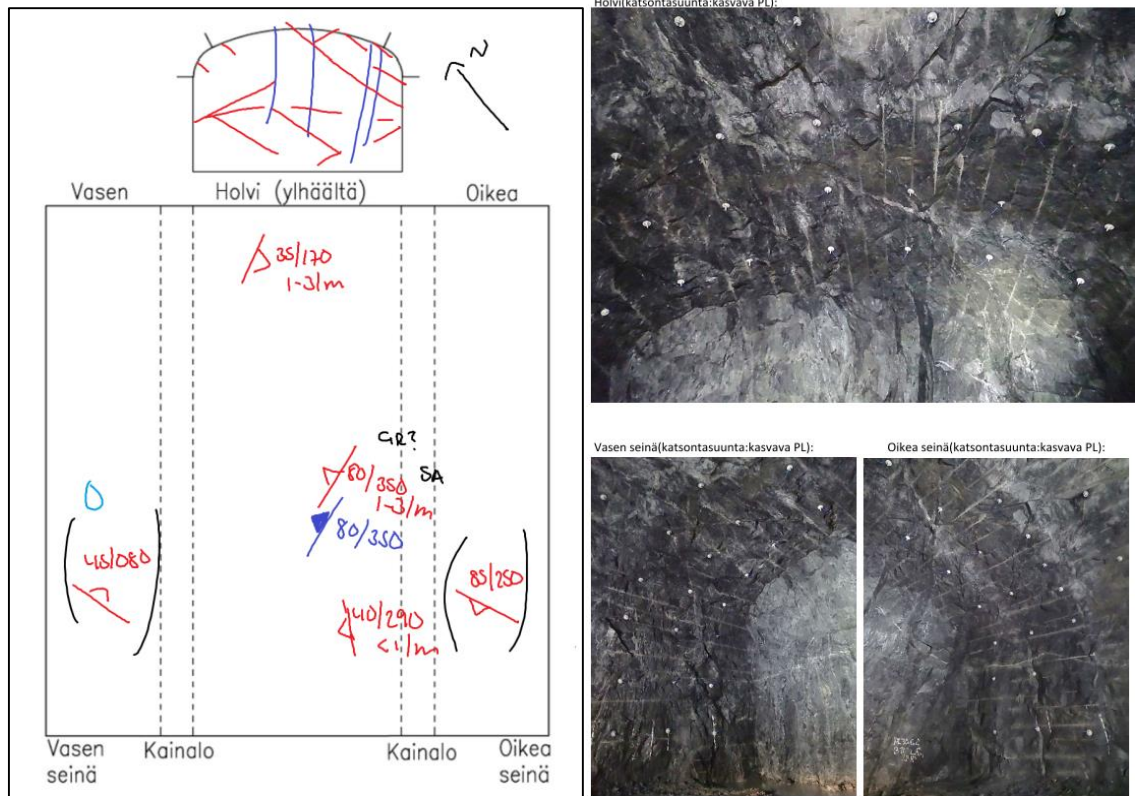 Holvi(katsontasuunta:kasvava PL):
N
Vasen
Holvi (ylhäältä)
Oikea
35/170
1-3/m
GR?
80/350
SA
1-3/m
80/350
45/080
85/250
40/290
<1/m
Vasen seinä
Kainalo
Kainalo
Oikea seinä
Vasen seinä(katsontasuunta:kasvava PL):
Oikea seinä(katsontasuunta:kasvava PL):